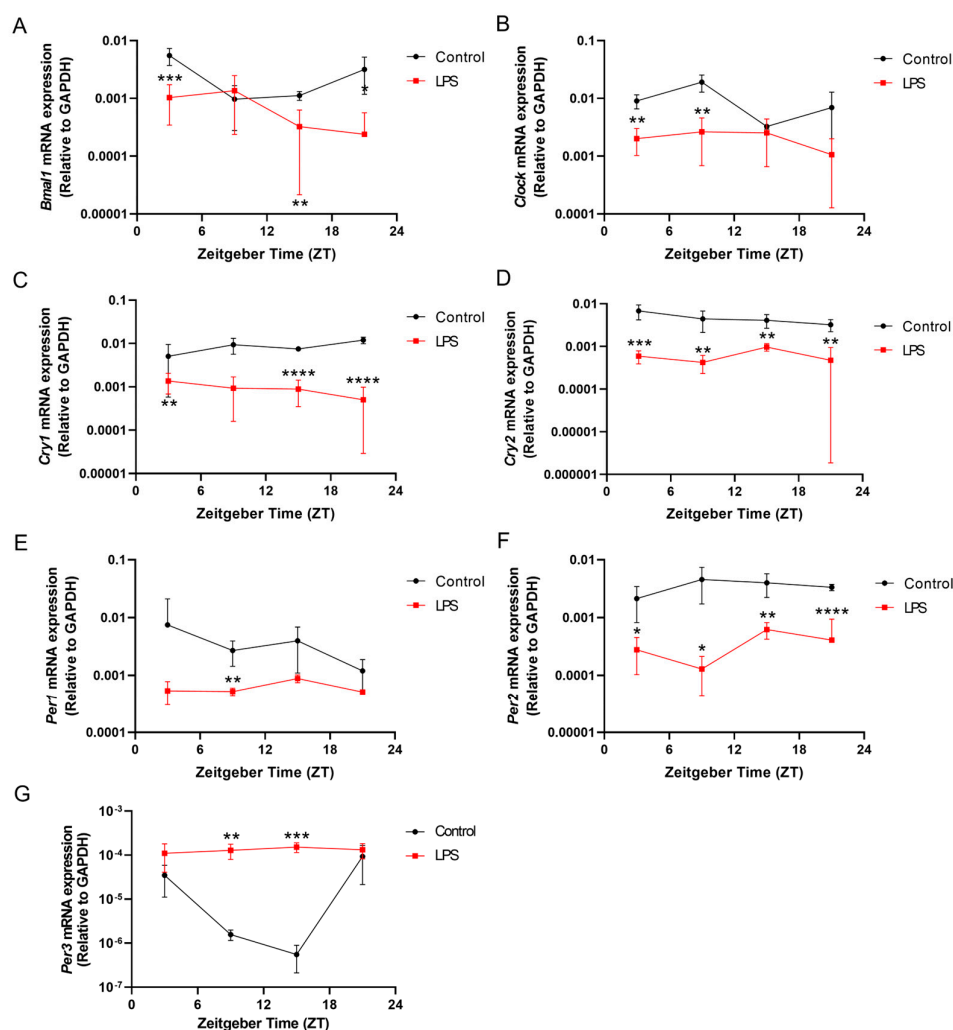 A
Bmal1 mRNA expression
(Relative to GAPDH)
0.01
0.001
0.0001
0.00001
***
**
*
0 6 12 18 24
Zeitgeber Time (ZT)
Control
LPS
B
Clock mRNA expression
(Relative to GAPDH)
0.1
0.01
0.001
0.0001
**
**
0 6 12 18 24
Zeitgeber Time (ZT)
Control
LPS
C
Cry1 mRNA expression
(Relative to GAPDH)
0.1
0.01
0.001
0.0001
0.00001
**
****
****
0 6 12 18 24
Zeitgeber Time (ZT)
Control
LPS
D
Cry2 mRNA expression
(Relative to GAPDH)
0.01
0.001
0.0001
0.00001
0.000001
***
**
**
**
0 6 12 18 24
Zeitgeber Time (ZT)
Control
LPS
E
Per1 mRNA expression
(Relative to GAPDH)
0.1
0.01
0.001
0.0001
**
0 6 12 18 24
Zeitgeber Time (ZT)
Control
LPS
F
Per2 mRNA expression
(Relative to GAPDH)
0.01
0.001
0.0001
0.00001
*
*
**
****
0 6 12 18 24
Zeitgeber Time (ZT)
Control
LPS
G
Per3 mRNA expression
(Relative to GAPDH)
10-3
10-4
10-5
10-6
10-7
**
***
0 6 12 18 24
Zeitgeber Time (ZT)
Control
LPS